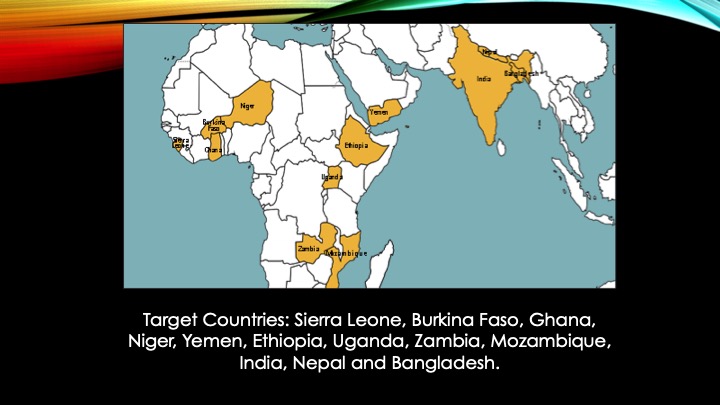 Nepal
Bangladesh
India
Niger
Yemen
Burkina
Faso
Sierra
Leone
Ghana
Ethiopia
Uganda
Zambia
Mozambique
Target Countries: Sierra Leone, Burkina Faso, Ghana,
Niger, Yemen, Ethiopia, Uganda, Zambia, Mozambique,
India, Nepal and Bangladesh.